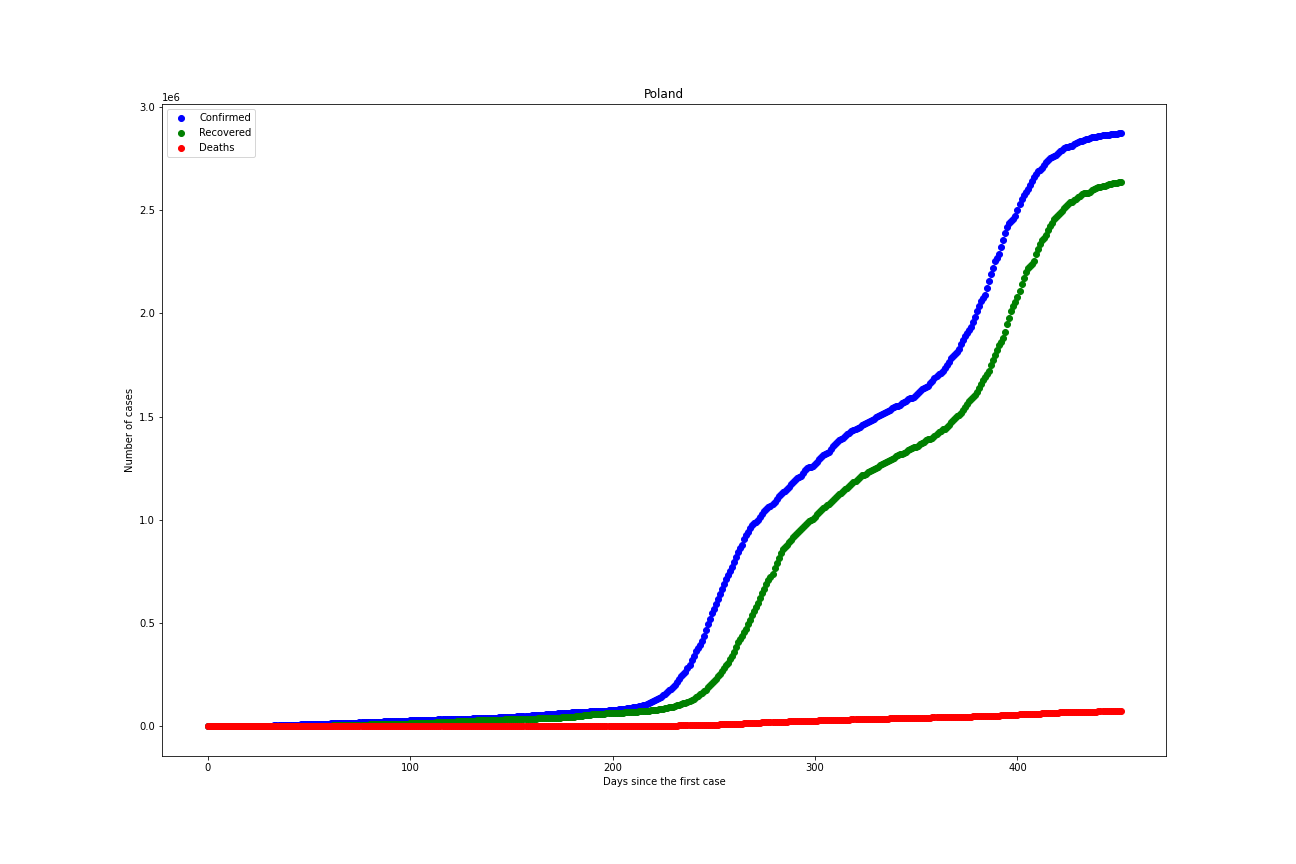 Poland
1e6
3.0
2.5
2.0
1.5
1.0
0.5
0.0
Number of cases
Confirmed
Recovered
Deaths
0 100 200 300 400
Days since the first case